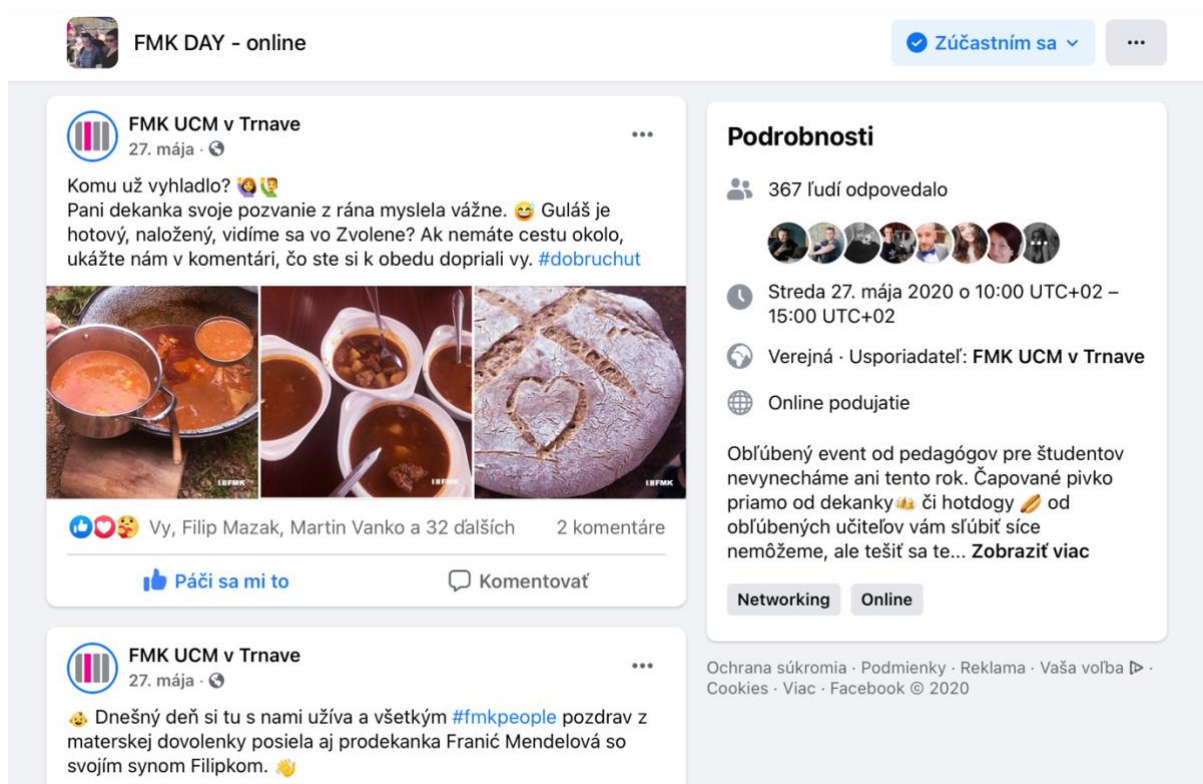 FMK DAY - online
Zúčastním sa
FMK UCM v Trnave
27. mája ·
Komu už vyhladlo? 🙋‍♀️🙋‍♂️
Pani dekanka svoje pozvanie z rána myslela vážne. 😅 Guláš je
hotový, naložený, vidíme sa vo Zvolene? Ak nemáte cestu okolo,
ukážte nám v komentári, čo ste si k obedu dopriali vy. #dobruchut
FMK
FMK
FMK
Vy, Filip Mazak, Martin Vanko a 32 ďalších
2 komentáre
Páči sa mi to
Komentovať
FMK UCM v Trnave
27. mája ·
👶 Dnešný deň si tu s nami užíva a všetkým #fmkpeople pozdrav z
materskej dovolenky posiela aj prodekanka Franić Mendelová so
svojím synom Filipkom. 👋
Podrobnosti
367 ľudí odpovedalo
Streda 27. mája 2020 o 10:00 UTC+02 –
15:00 UTC+02
Verejná · Usporiadateľ: FMK UCM v Trnave
Online podujatie
Obľúbený event od pedagógov pre študentov
nevynecháme ani tento rok. Čapované pivko
priamo od dekanky🍻 či hotdogy 🌭 od
obľúbených učiteľov vám sľúbiť síce
nemôžeme, ale tešiť sa te... Zobraziť viac
Networking
Online
Ochrana súkromia · Podmienky · Reklama · Vaša voľba ·
Cookies · Viac · Facebook © 2020